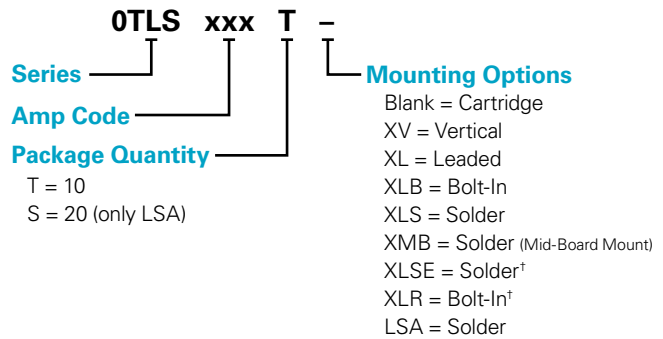 0TLS xxx T –
Series
Amp Code
Package Quantity
T = 10
S = 20 (only LSA)
Mounting Options
Blank = Cartridge
XV = Vertical
XL = Leaded
XLB = Bolt-In
XLS = Solder
XMB = Solder (Mid-Board Mount)
XLSE = Solder†
XLR = Bolt-In†
LSA = Solder